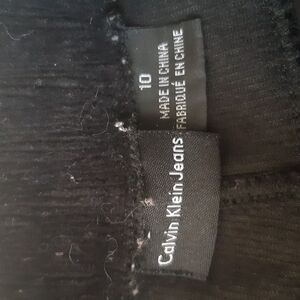 10
MADE IN CHINA
FABRIQUÉ EN CHINE
Calvin Klein Jeans